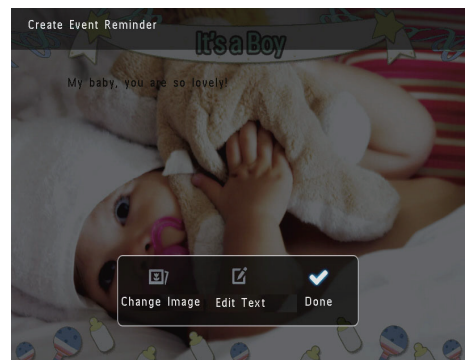 Create Event Reminder
It's a Boy
My baby, you are so lovely!
Change Image
Edit Text
Done